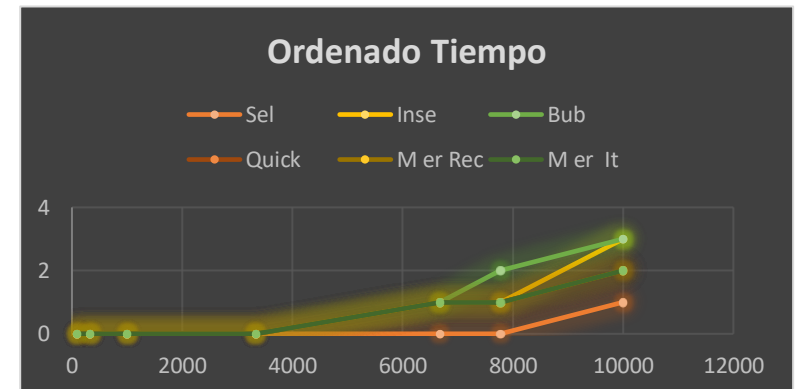 Ordenado Tiempo
Sel Inse Bub
Quick M er Rec M er It
4
2
0
0 2000 4000 6000 8000 10000 12000